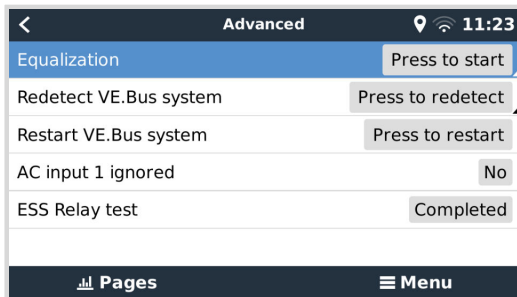 Advanced 11:23
Equalization Press to start
Redetect VE.Bus system Press to redetect
Restart VE.Bus system Press to restart
AC input 1 ignored No
ESS Relay test Completed
Pages Menu